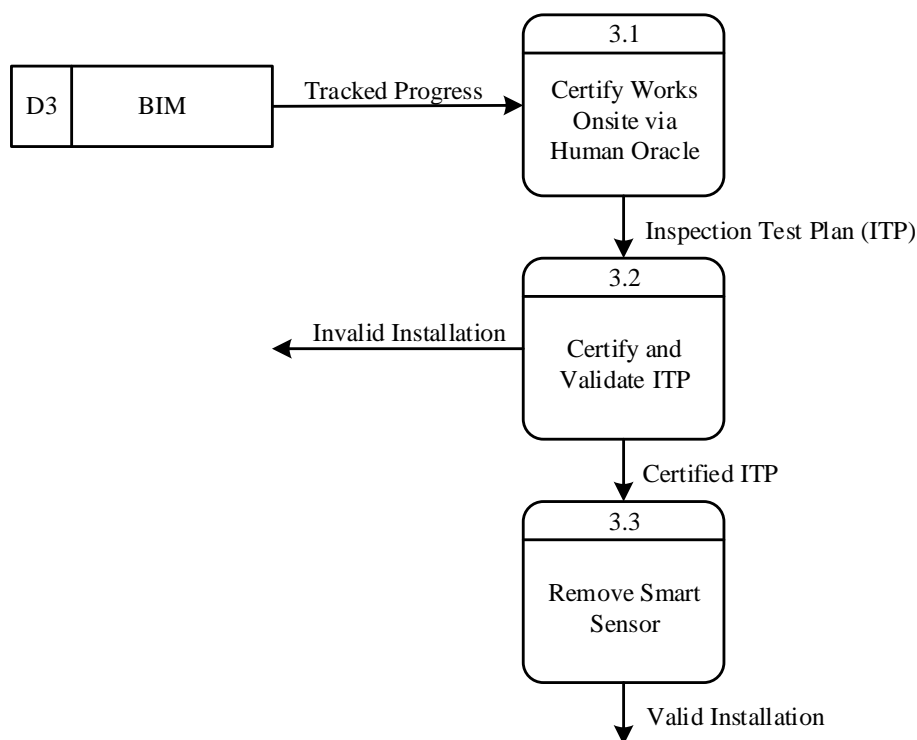 3.1
D3
BIM
Tracked Progress
Certify Works
Onsite via
Human Oracle
Inspection Test Plan (ITP)
3.2
Invalid Installation
Certify and
Validate ITP
Certified ITP
3.3
Remove Smart
Sensor
Valid Installation